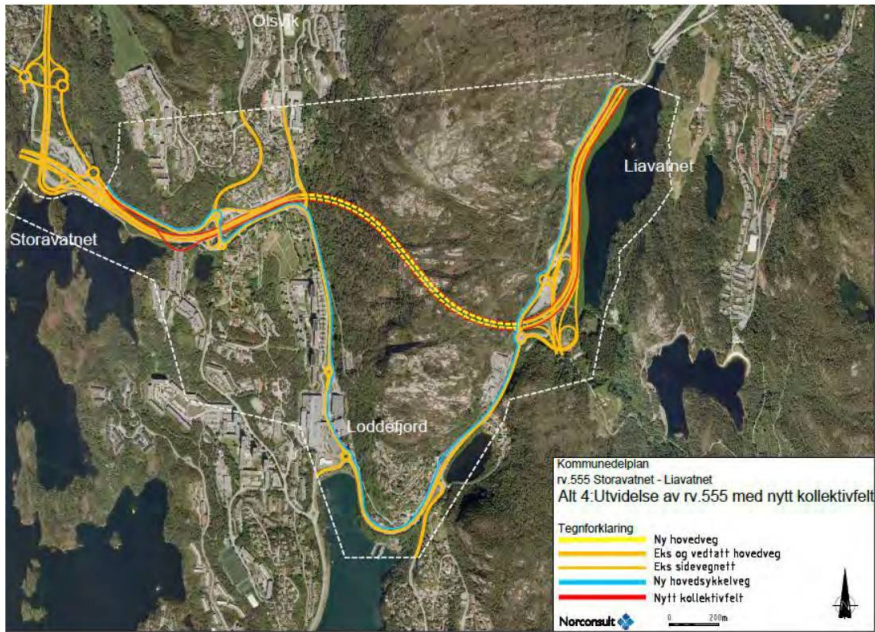 Olsvik
Liavatnet
Storavatnet
Loddefjord
Kommunedelplan
rv.555 Storavatnet - Liavatnet
Alt 4:Utvidelse av rv.555 med nytt kollektivfelt
Tegnforklaring
Ny hovedveg
Eks og vedtatt hovedveg
Eks sidevegnett
Ny hovedsykkelveg
Nytt kollektivfelt
Norconsult
0 200m